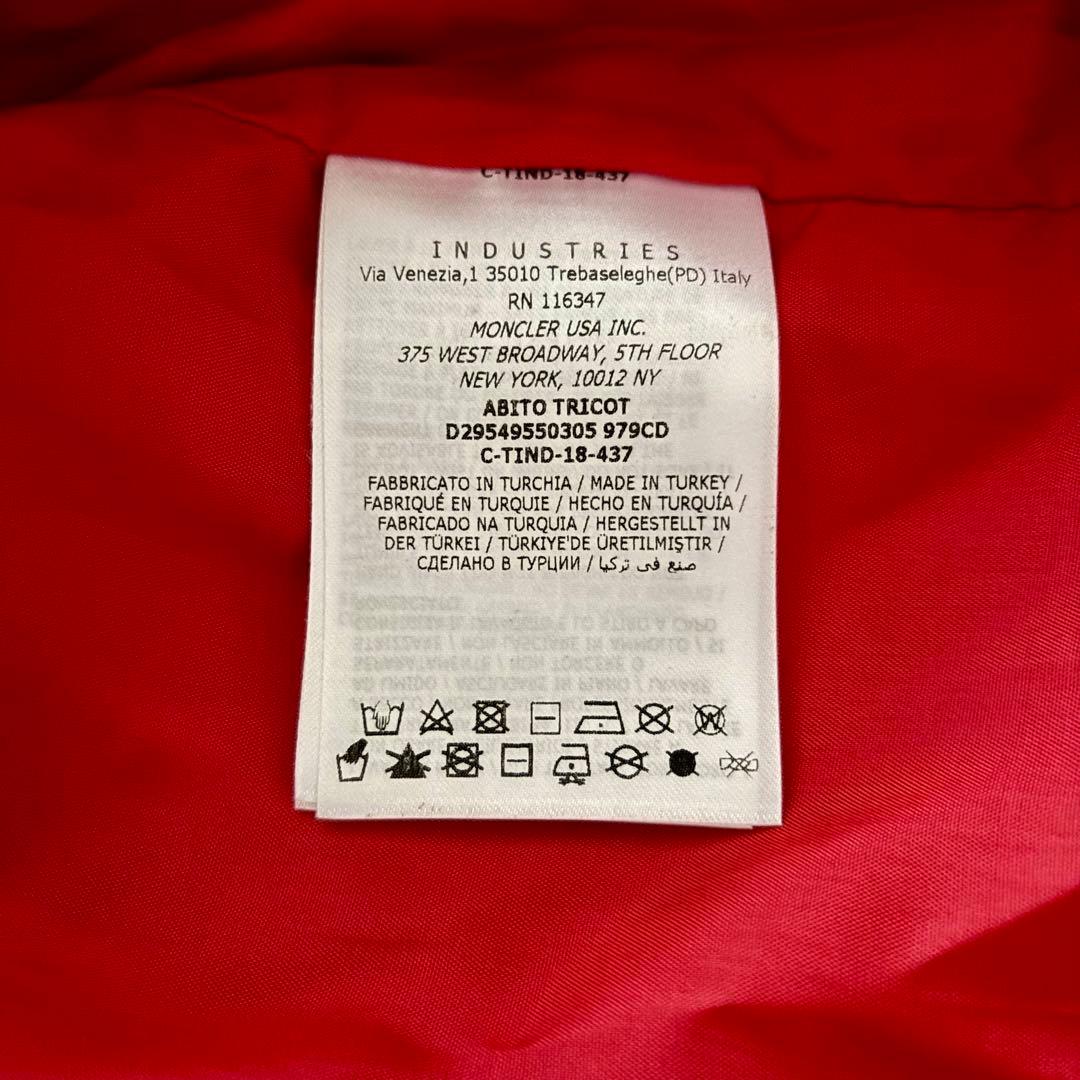 C-TIND-18-437
INDUSTRIES
Via Venezia,1 35010 Trebaseleghe(PD) Italy
RN 116347
MONCLER USA INC.
375 WEST BROADWAY, 5TH FLOOR
NEW YORK, 10012 NY
ABITO TRICOT
D29549550305 979CD
C-TIND-18-437
FABBRICATO IN TURCHIA / MADE IN TURKEY /
FABRIQUÉ EN TURQUIE / HECHO EN TURQUÍA /
FABRICADO NA TURQUIA / HERGESTELLT IN
DER TÜRKEI / TÜRKIYE'DE ÜRETILMIŞTIR /
СДЕЛАНО В ТУРЦИИ / صنع في تركيا